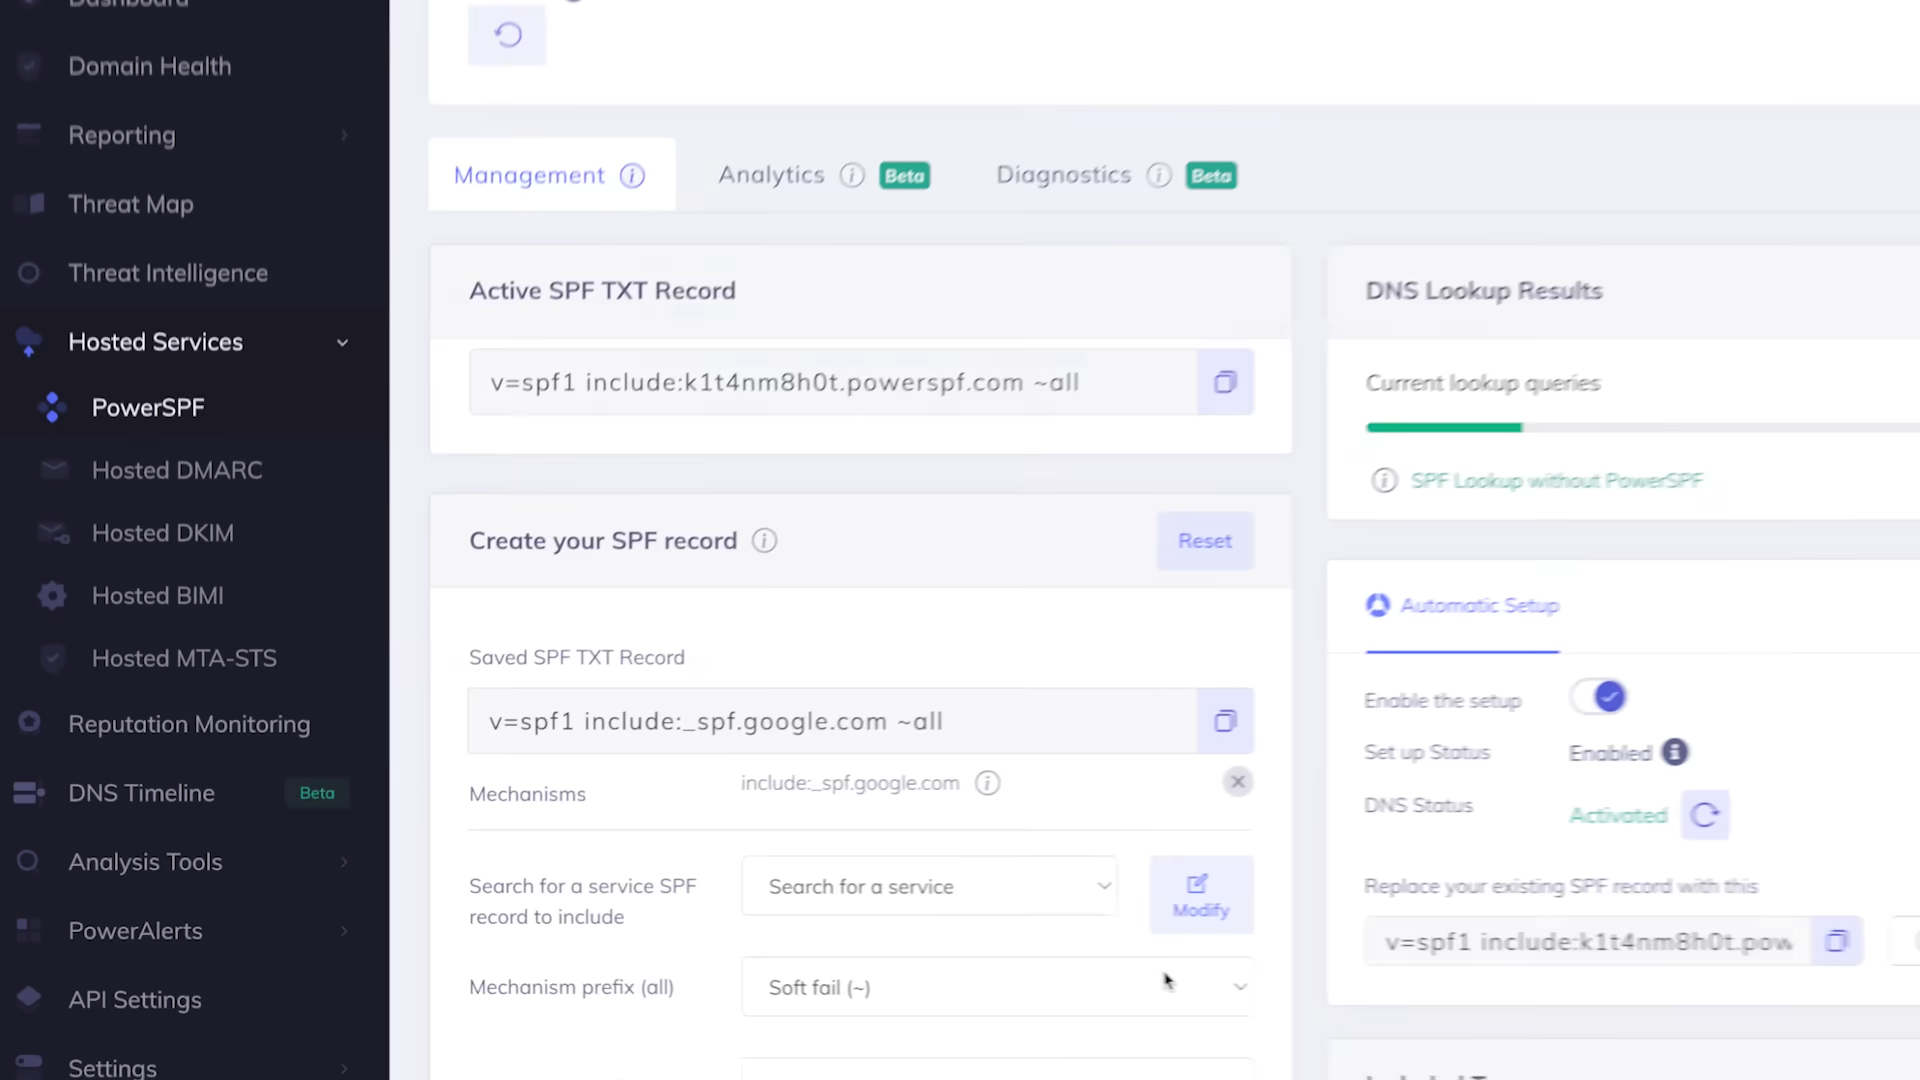 Dashboard
Domain Health
Reporting
Threat Map
Threat Intelligence
Hosted Services
PowerSPF
Hosted DMARC
Hosted DKIM
Hosted BIMI
Hosted MTA-STS
Reputation Monitoring
DNS Timeline Beta
Analysis Tools
PowerAlerts
API Settings
Settings
Management Analytics Beta Diagnostics Beta
Active SPF TXT Record
v=spf1 include:k1t4nm8h0t.powerspf.com ~all
Create your SPF record Reset
Saved SPF TXT Record
v=spf1 include:_spf.google.com ~all
Mechanisms include:_spf.google.com
Search for a service SPF
record to include
Search for a service
Modify
Mechanism prefix (all) Soft fail (~)
DNS Lookup Results
Current lookup queries
SPF Lookup without PowerSPF
Automatic Setup
Enable the setup
Set up Status Enabled
DNS Status Activated
Replace your existing SPF record with this
v=spf1 include:k1t4nm8h0t.pow